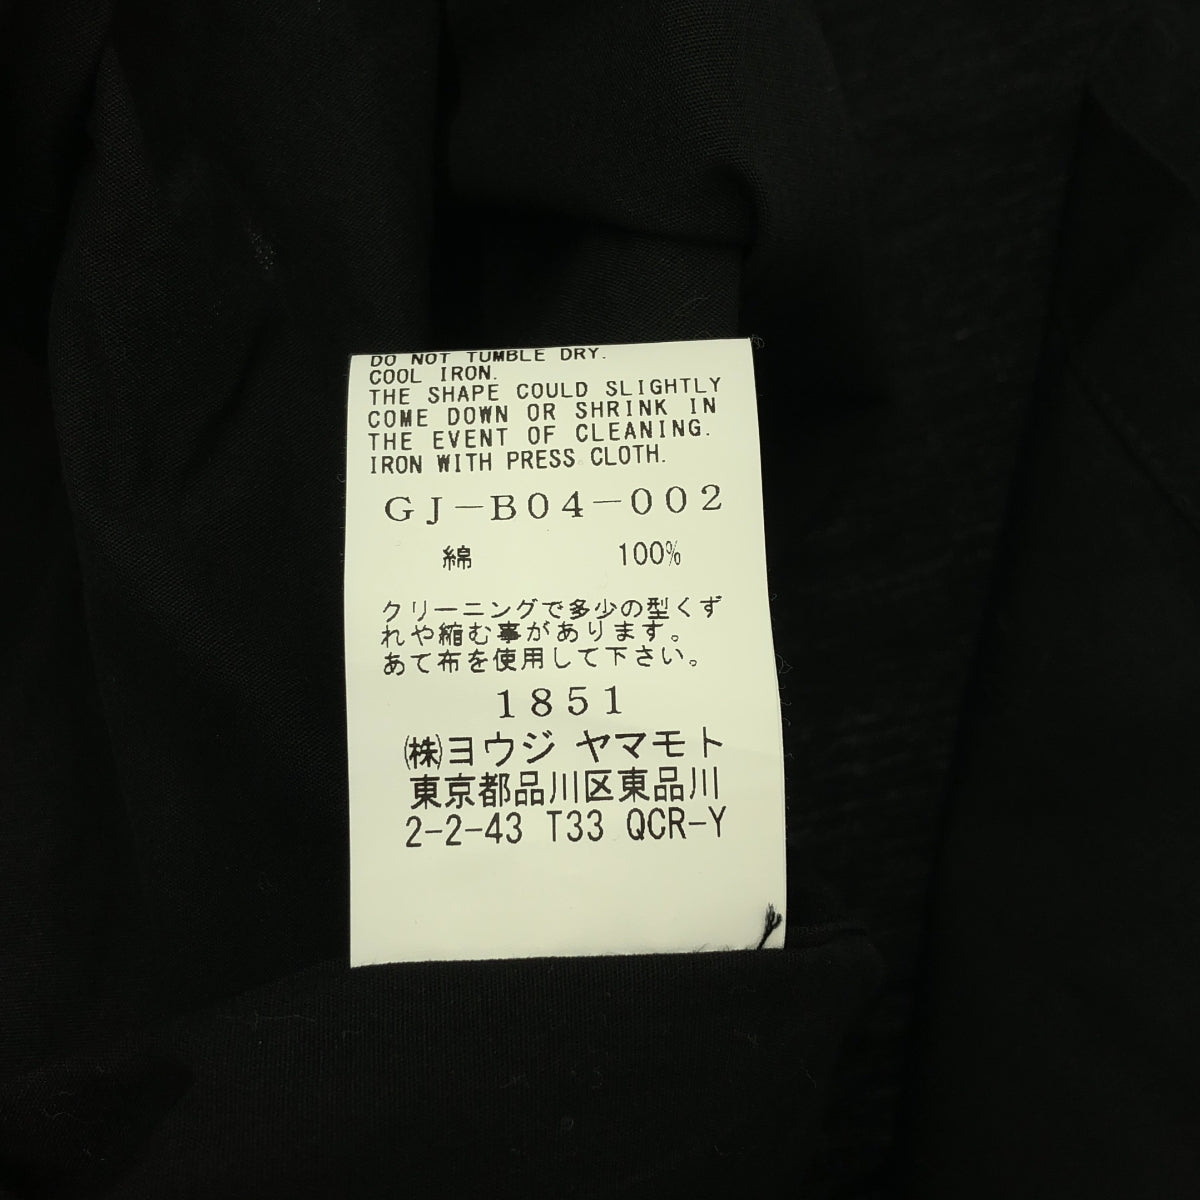 DO NOT TUMBLE DRY.
COOL IRON.
THE SHAPE COULD SLIGHTLY
COME DOWN OR SHRINK IN
THE EVENT OF CLEANING.
IRON WITH PRESS CLOTH.
GJ-B04-002
綿 100%
クリーニングで多少の型くず
れや縮む事があります。
あて布を使用して下さい。
1851
㈱ヨウジ ヤマモト
東京都品川区東品川
2-2-43 T33 QCR-Y